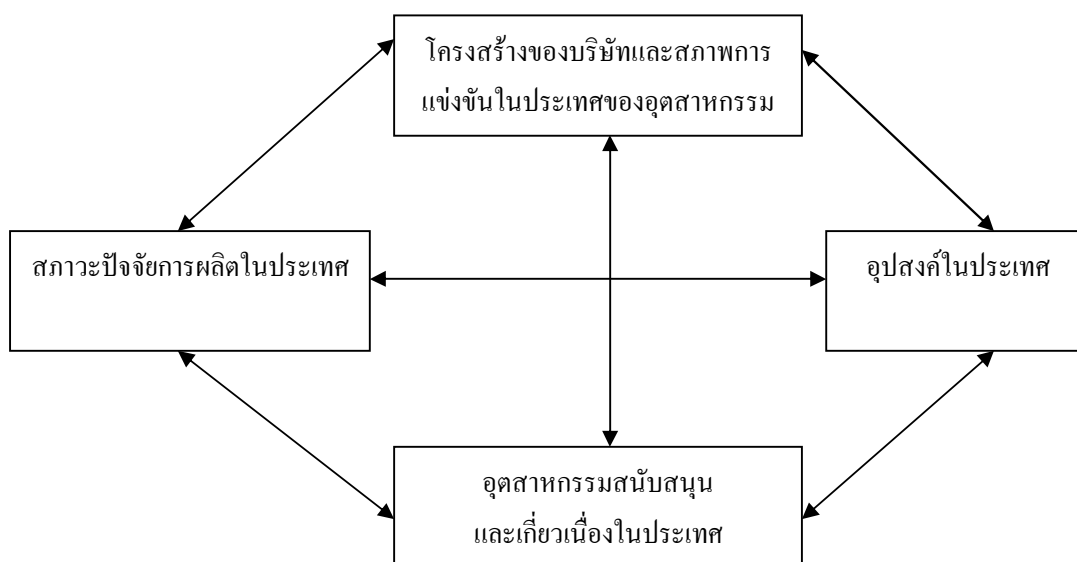 โครงสร้างของบริษัทและสภาพการ
แข่งขันในประเทศของอุตสาหกรรม
สภาวะปัจจัยการผลิตในประเทศ
อุปสงค์ในประเทศ
อุตสาหกรรมสนับสนุน
และเกี่ยวเนื่องในประเทศ